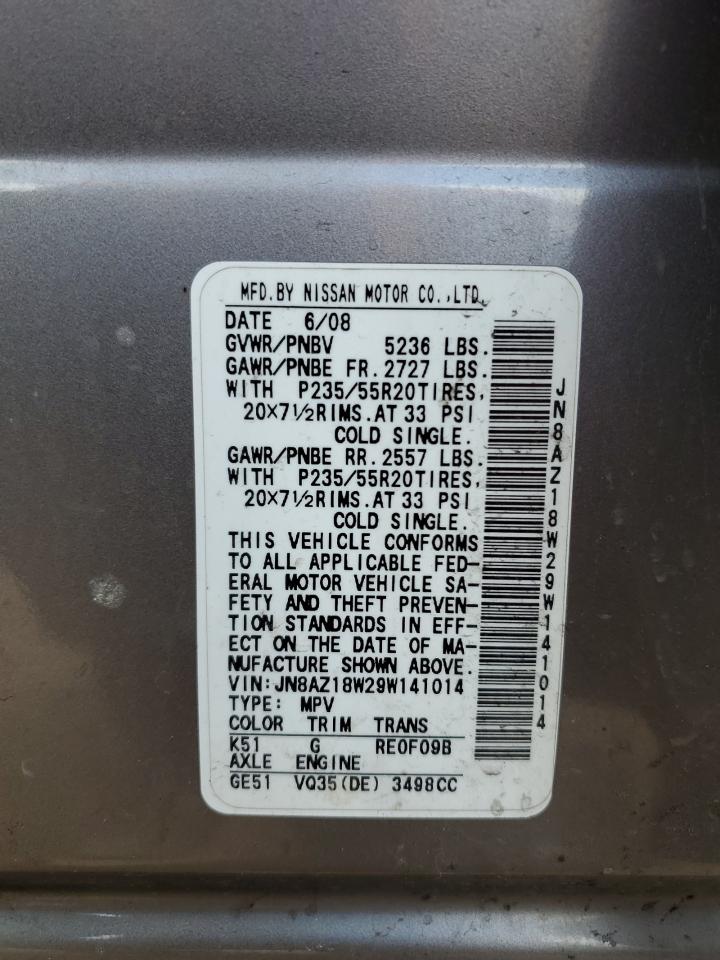 MFD.BY NISSAN MOTOR CO.,LTD.
DATE 6/08
GVWR/PNBV 5236 LBS.
GAWR/PNBE FR.2727 LBS.
WITH P235/55R20TIRES,
20×7½RIMS.AT 33 PSI
COLD SINGLE.
GAWR/PNBE RR.2557 LBS.
WITH P235/55R20TIRES,
20×7½RIMS.AT 33 PSI
COLD SINGLE.
THIS VEHICLE CONFORMS
TO ALL APPLICABLE FED-
ERAL MOTOR VEHICLE SA-
FETY AND THEFT PREVEN-
TION STANDARDS IN EFF-
ECT ON THE DATE OF MA-
NUFACTURE SHOWN ABOVE.
VIN:JN8AZ18W29W141014
TYPE: MPV
COLOR TRIM TRANS
K51 G RE0F09B
AXLE ENGINE
GE51 VQ35(DE) 3498CC
JN8AZ18W29W141014